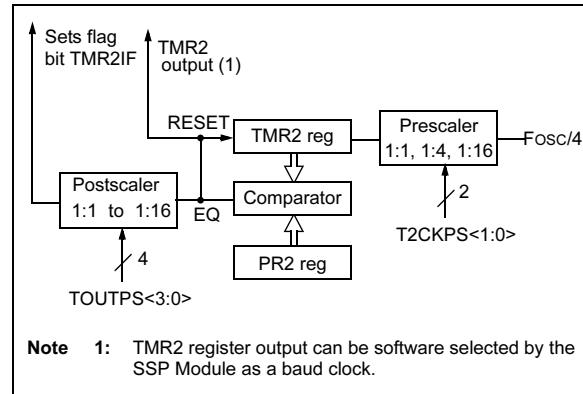 Sets flag
bit TMR2IF
TMR2
output (1)
RESET
TMR2 reg
Prescaler
1:1, 1:4, 1:16
FOSC/4
2
T2CKPS<1:0>
Postscaler
1:1 to 1:16
EQ
Comparator
4
TOUTPS<3:0>
PR2 reg
Note 1: TMR2 register output can be software selected by the
SSP Module as a baud clock.